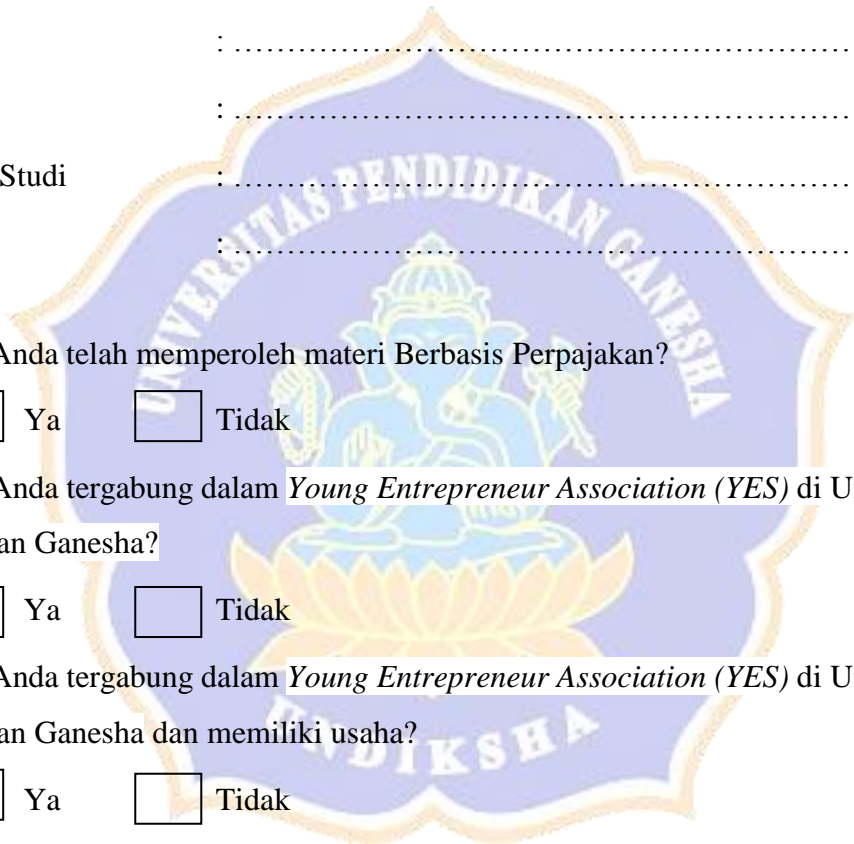 : ……………………………………………………………
: ……………………………………………………………
Studi : ……………………………………………………………
: ……………………………………………………………
UNIVERSITAS PENDIDIKAN GANESHA
Anda telah memperoleh materi Berbasis Perpajakan?
Ya Tidak
Anda tergabung dalam Young Entrepreneur Association (YES) di U
an Ganesha?
Ya Tidak
Anda tergabung dalam Young Entrepreneur Association (YES) di U
an Ganesha dan memiliki usaha?
UNDIKSHA
Ya Tidak